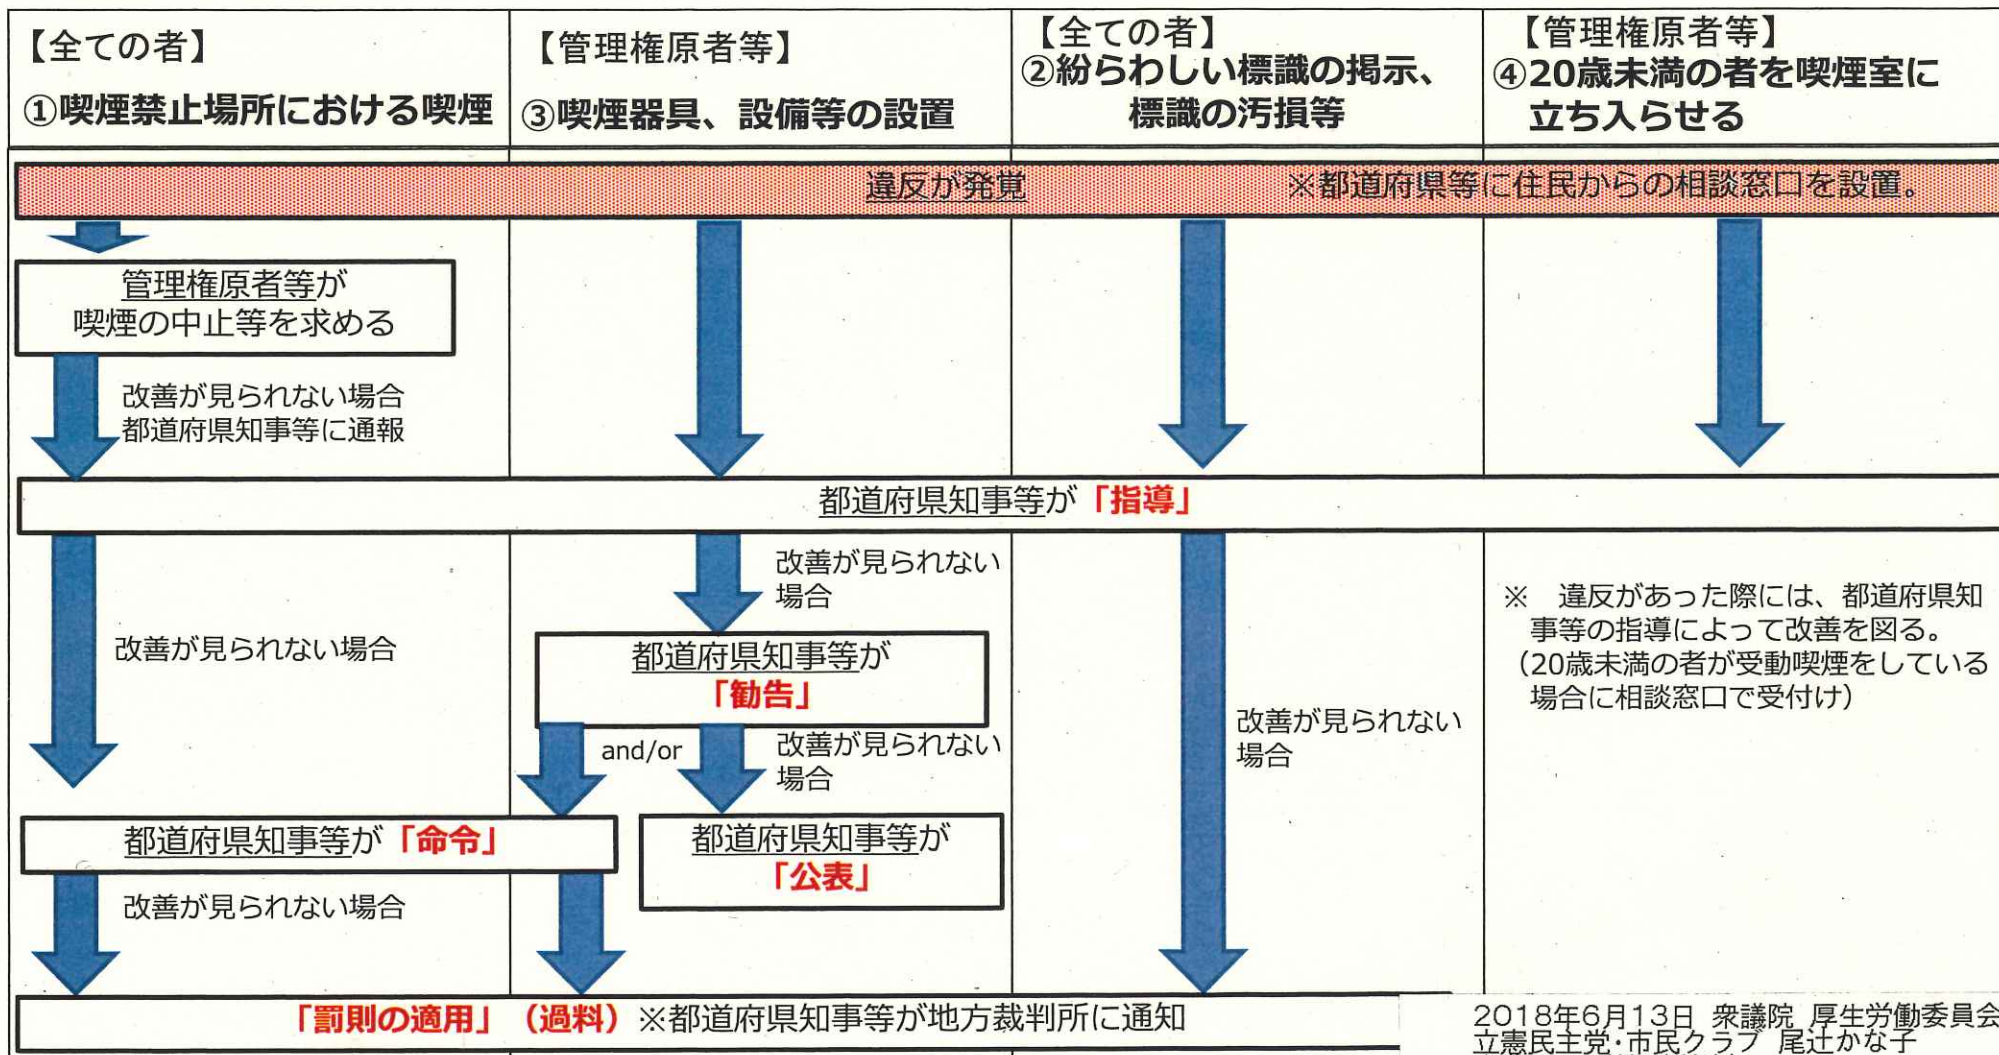 【全ての者】
①喫煙禁止場所における喫煙
【管理権原者等】
③喫煙器具、設備等の設置
【全ての者】
②紛らわしい標識の掲示、
標識の汚損等
【管理権原者等】
④20歳未満の者を喫煙室に
立ち入らせる
違反が発覚 ※都道府県等に住民からの相談窓口を設置。
管理権原者等が
喫煙の中止等を求める
改善が見られない場合
都道府県知事等に通報
都道府県知事等が「指導」
改善が見られない場合
改善が見られない
場合
都道府県知事等が
「勧告」
and/or
改善が見られない
場合
改善が見られない
場合
※ 違反があった際には、都道府県知
事等の指導によって改善を図る。
（20歳未満の者が受動喫煙をしている
場合に相談窓口で受付け）
都道府県知事等が「命令」
都道府県知事等が
「公表」
改善が見られない場合
「罰則の適用」（過料）※都道府県知事等が地方裁判所に通知
2018年6月13日 衆議院 厚生労働委員会
立憲民主党・市民クラブ 尾辻かな子